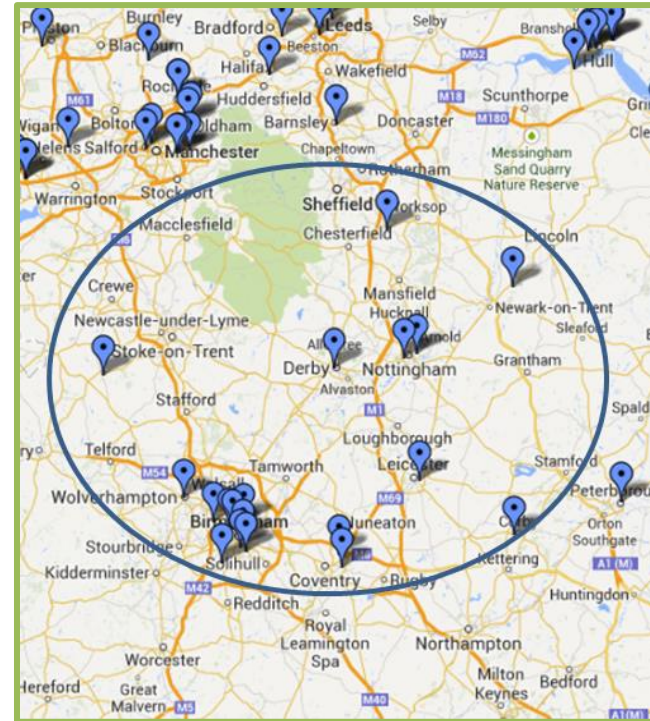 Burnley
Bradford
Leeds
Selby
Blackburn
Beeston
Halifax
M62
Hull
Wakefield
M61
Huddersfield
M18
Scunthorpe
Bolton
Barnsley
M180
Doncaster
Salford
Manchester
Chapeltown
Messingham
Sand Quarry
Nature Reserve
Warrington
Stockport
Rotherham
Sheffield
Macclesfield
Chesterfield
Lincoln
Crewe
Mansfield
Hucknall
Newark-on-Trent
Newcastle-under-Lyme
Sleaford
Stoke-on-Trent
Derby
Nottingham
Grantham
Alvaston
Stafford
M1
Loughborough
Telford
Leicester
Stamford
M54
Tamworth
Wolverhampton
M69
Nuneaton
Orton
Southgate
Stourbridge
Solihull
Kettering
A1 (M)
Kidderminster
Coventry
Rugby
M42
Huntingdon
Redditch
Royal
Leamington
Spa
Northampton
Worcester
Milton
Keynes
Bedford
Hereford
Great
Malvern
M5
M40
A1(M)